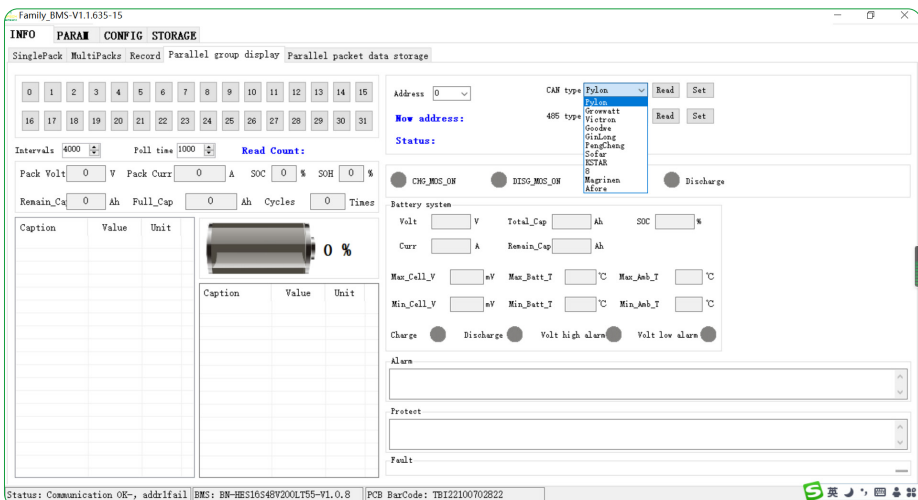 Family_BMS-V1.1.635-15
INFO PARAM CONFIG STORAGE
SinglePack MultiPacks Record Parallel group display Parallel packet data storage
0 1 2 3 4 5 6 7 8 9 10 11 12 13 14 15
16 17 18 19 20 21 22 23 24 25 26 27 28 29 30 31
Intervals 4000 Poll time 1000 Read Count:
Pack Volt 0 V Pack Curr 0 A SOC 0 % SOH 0 %
Remain_Ca 0 Ah Full_Cap 0 Ah Cycles 0 Times
Caption Value Unit
0 %
Caption Value Unit
Address 0 CAN type Pylon Read Set
Now address: 485 type Read Set
Status:
Pylon
Growwatt
Victron
Goodwe
GinLong
PengCheng
Sofar
KSTAR
8
Magrinen
Afore
CHG_MOS_ON DISG_MOS_ON Discharge
Battery system
Volt V Total_Cap Ah SOC %
Curr A Remain_Cap Ah
Max_Cell_V mV Max_Batt_T ℃ Max_Amb_T ℃
Min_Cell_V mV Min_Batt_T ℃ Min_Amb_T ℃
Charge Discharge Volt high alarm Volt low alarm
Alarm
Protect
Fault
Status: Communication OK-, addr1fail BMS: BN-HES16S48V200LT55-V1.0.8 PCB BarCode: TBI22100702822
英